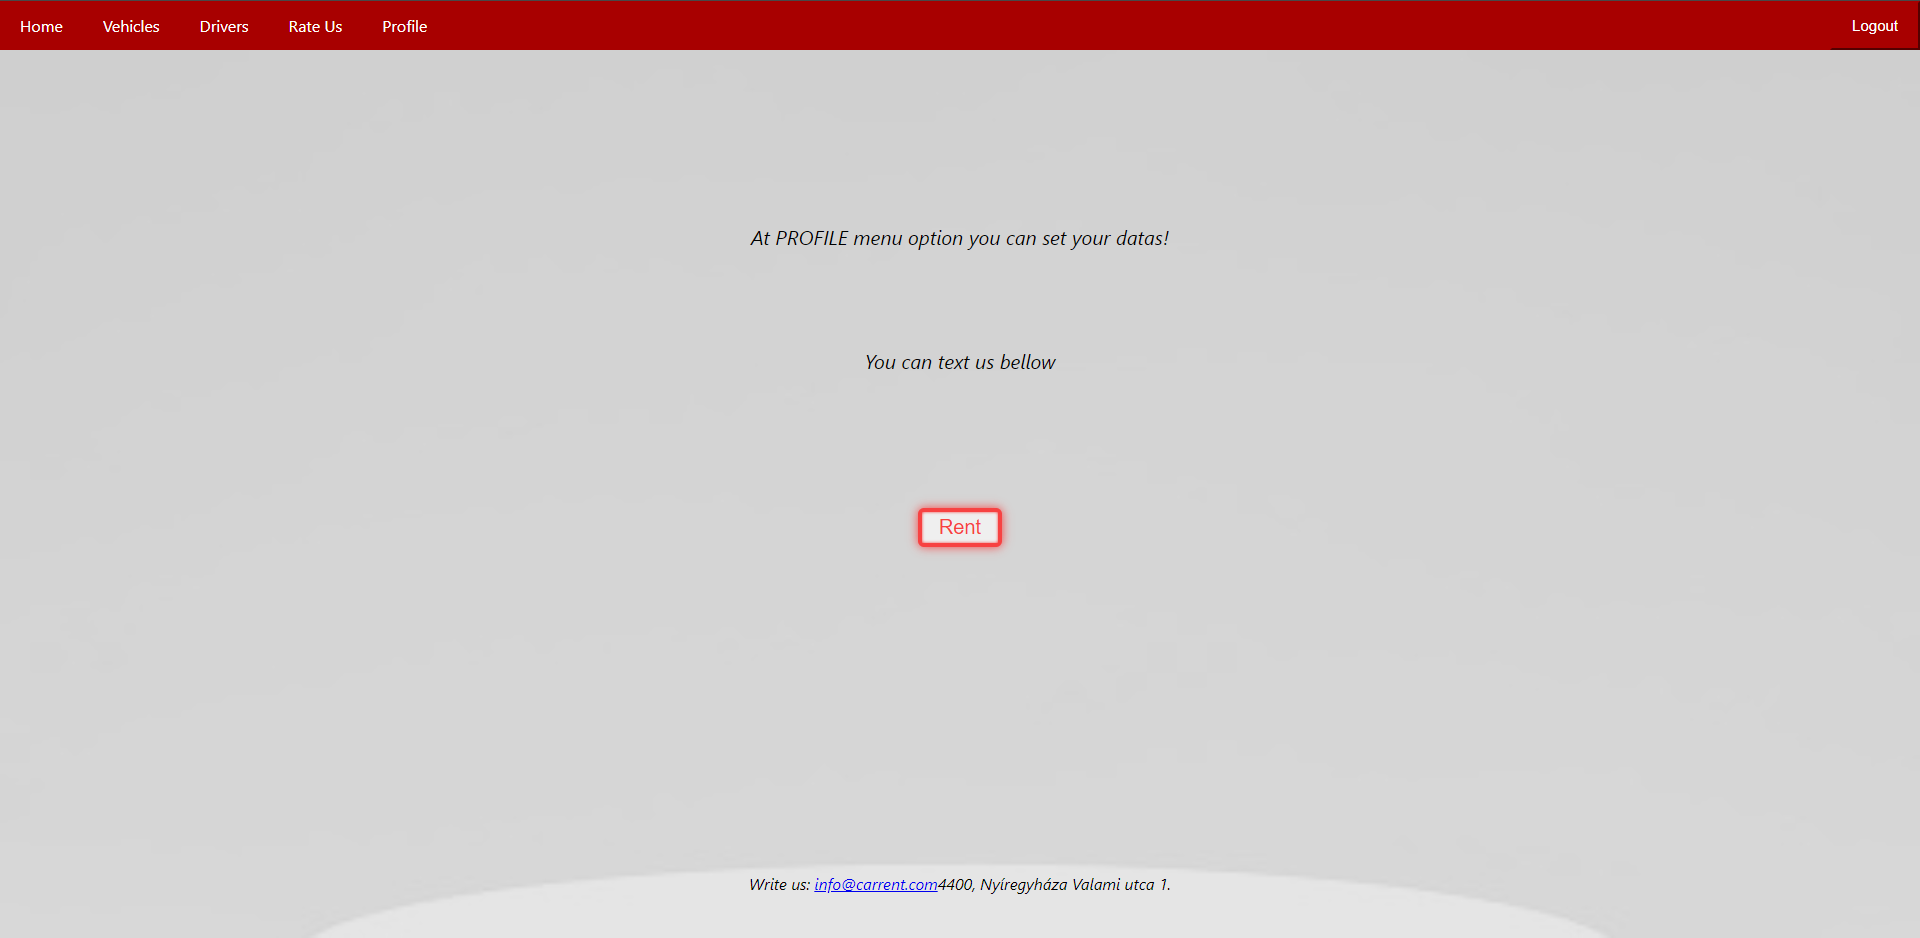 Home Vehicles Drivers Rate Us Profile Logout
At PROFILE menu option you can set your datas!
You can text us bellow
Rent
Write us: info@carrent.com4400, Nyíregyháza Valami utca 1.